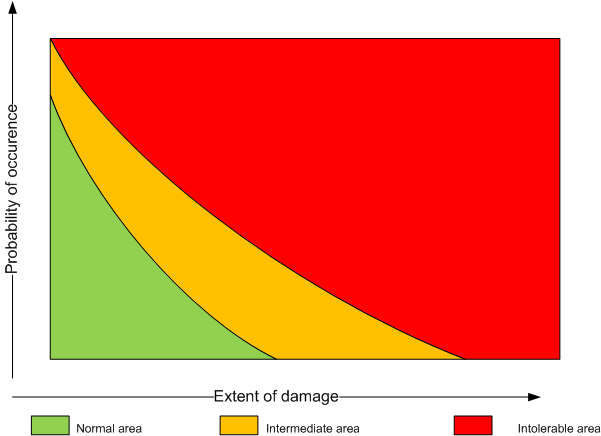 Probability of occurence
Extent of damage
Normal area
Intermediate area
Intolerable area